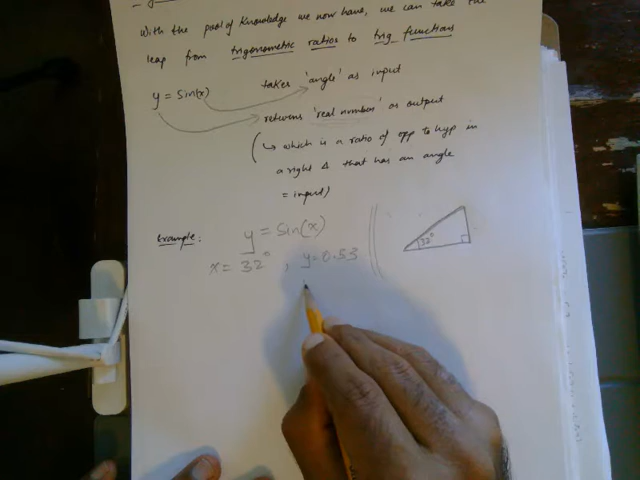 With the pool of knowledge we now have, we can take the
leap from trigonometric ratios to trig functions
y = Sin(x) takes 'angle' as input
returns 'real number' as output
(↳ which is a ratio of opp to hyp in
a right Δ that has an angle
= input)
Example: y = Sin(x)
x = 32°, y = 0.53
32°